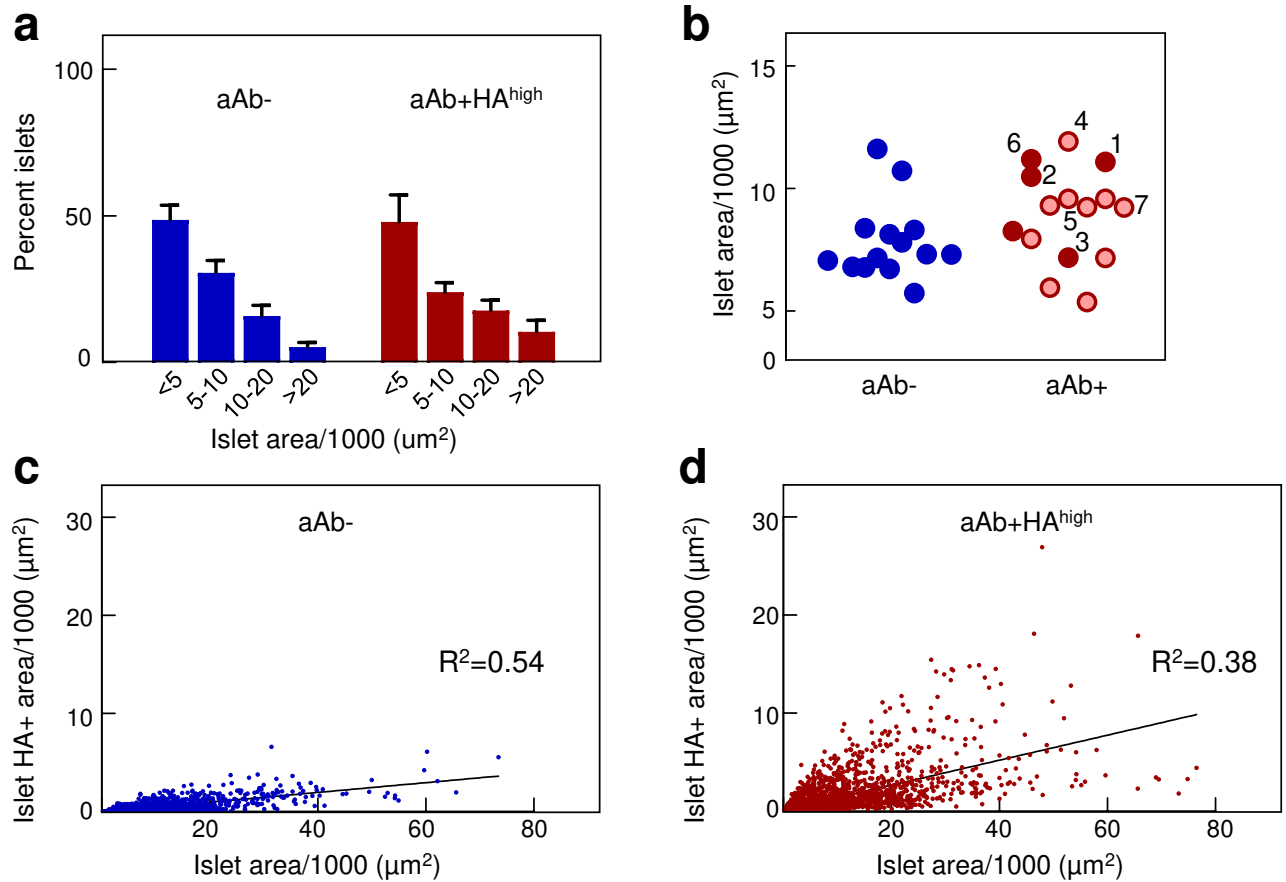 a
Percent islets
100
50
0
aAb-
aAb+HA^high
<5
5-10
10-20
>20
<5
5-10
10-20
>20
Islet area/1000 (um²)
b
Islet area/1000 (μm²)
15
10
5
0
4
6
1
2
7
5
3
aAb-
aAb+
c
Islet HA+ area/1000 (μm²)
30
20
10
0
aAb-
R²=0.54
20
40
60
80
Islet area/1000 (μm²)
d
Islet HA+ area/1000 (μm²)
30
20
10
0
aAb+HA^high
R²=0.38
20
40
60
80
Islet area/1000 (μm²)